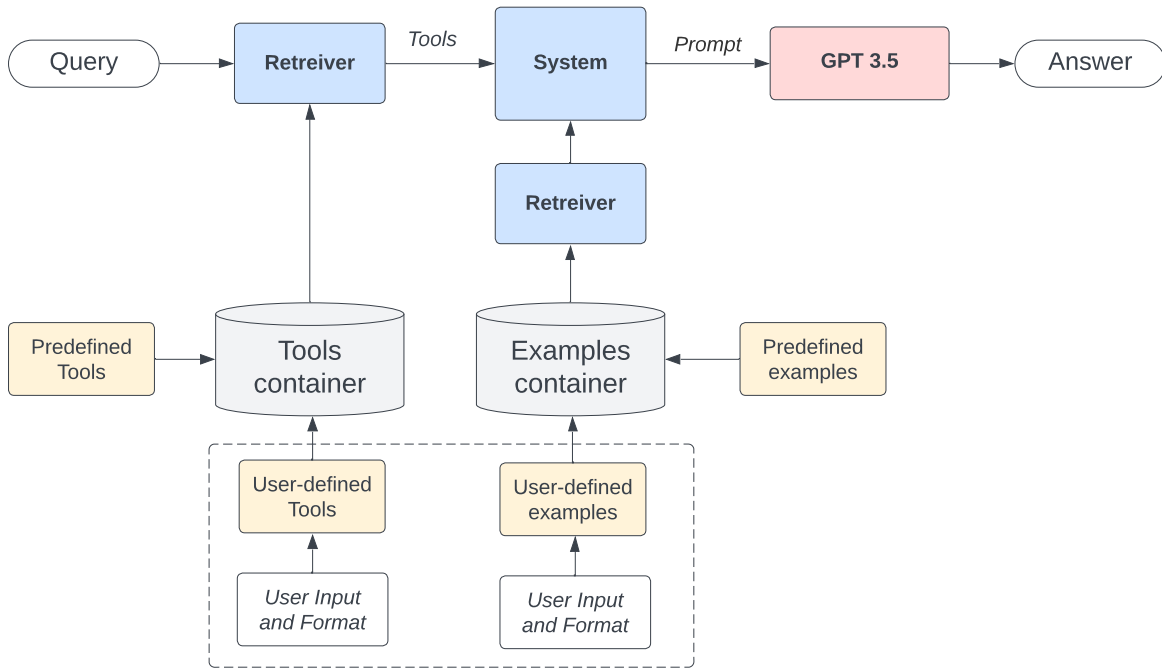 Query
Retreiver
Tools
System
Prompt
GPT 3.5
Answer
Retreiver
Predefined
Tools
Tools
container
Examples
container
Predefined
examples
User-defined
Tools
User-defined
examples
User Input
and Format
User Input
and Format